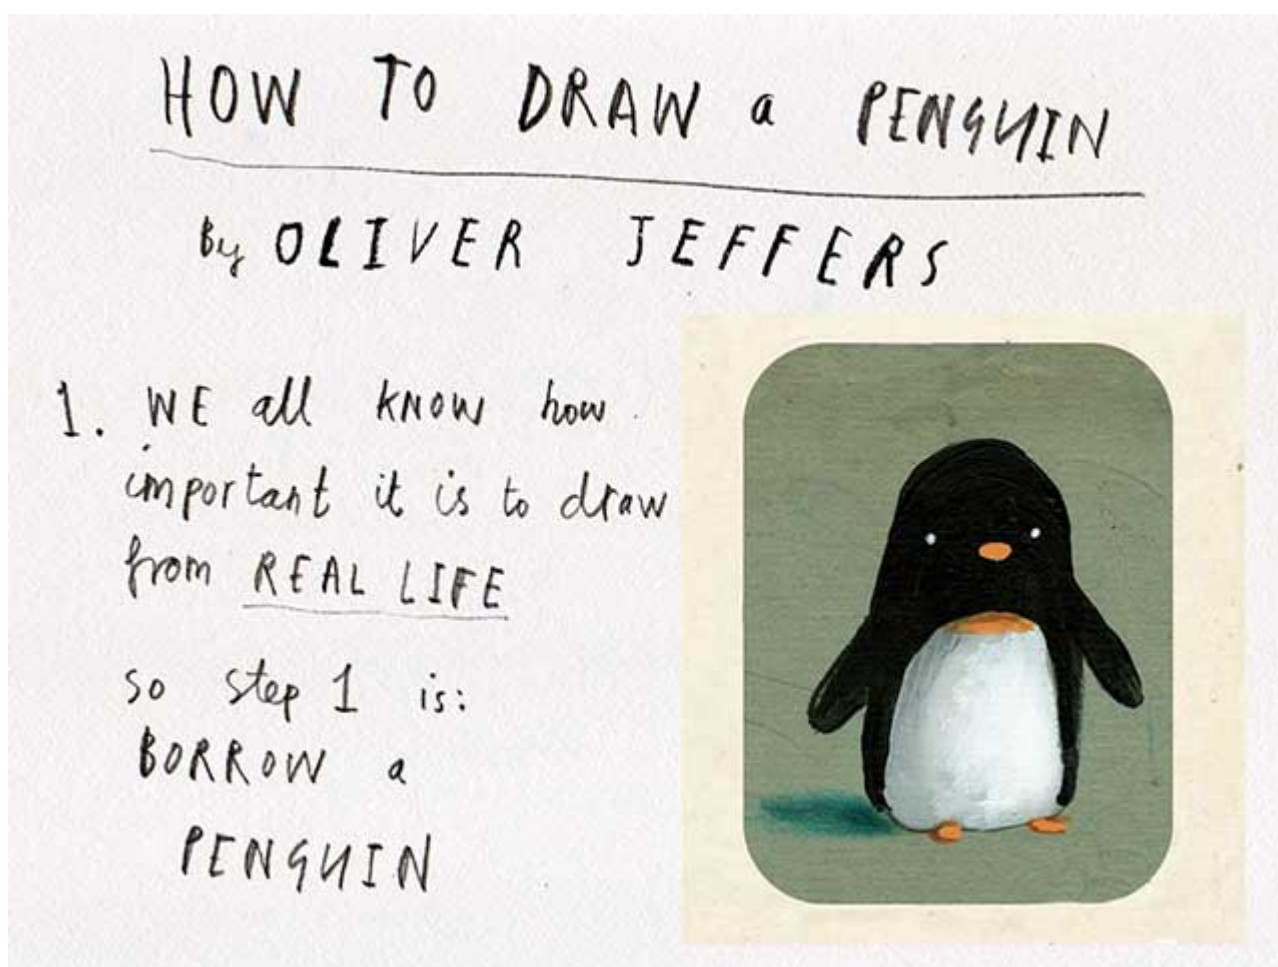 HOW TO DRAW a PENGUIN
By OLIVER JEFFERS
1. WE all KNOW how
important it is to draw
from REAL LIFE
so step 1 is:
BORROW a
PENGUIN